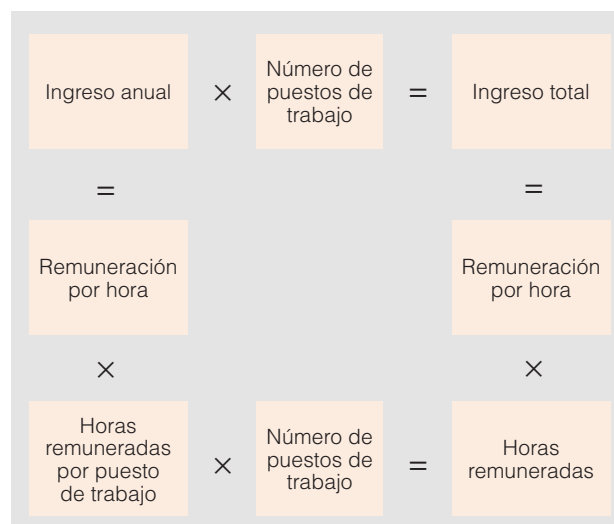 Ingreso anual
×
Número de
puestos de
trabajo
=
Ingreso total
=
=
Remuneración
por hora
Remuneración
por hora
×
×
Horas
remuneradas
por puesto
de trabajo
×
Número de
puestos de
trabajo
=
Horas
remuneradas